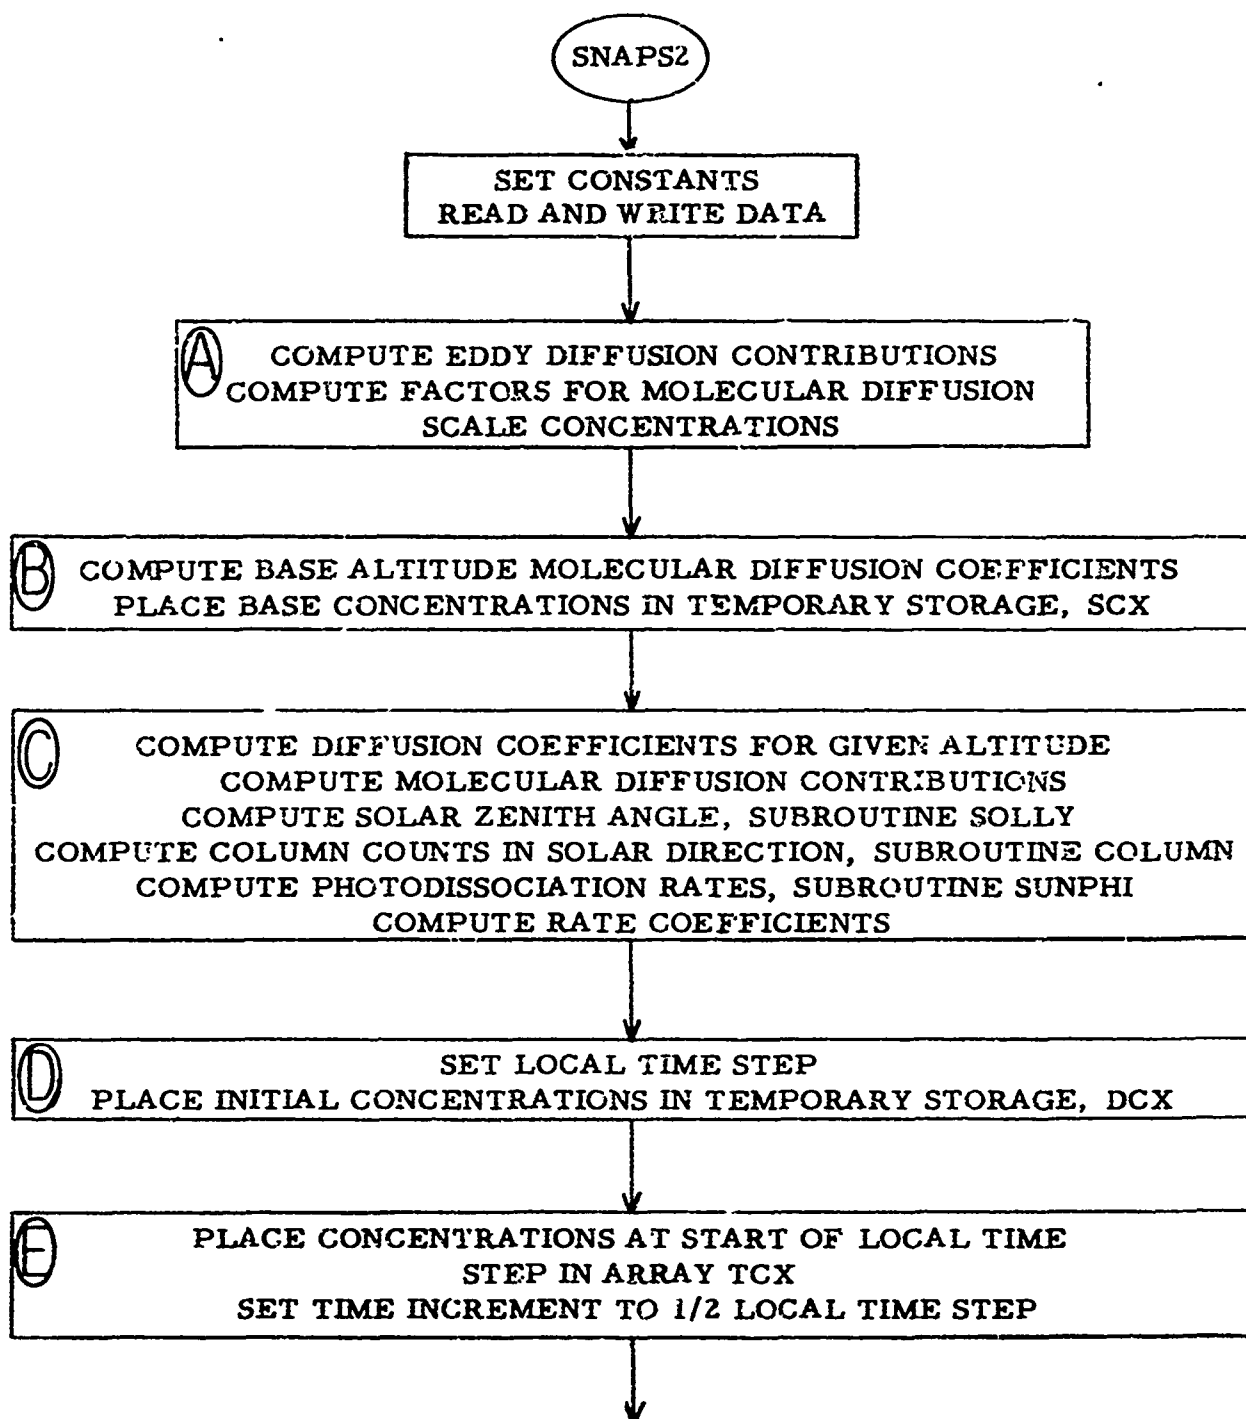 SNAPS2
SET CONSTANTS
READ AND WRITE DATA
A
COMPUTE EDDY DIFFUSION CONTRIBUTIONS
COMPUTE FACTORS FOR MOLECULAR DIFFUSION
SCALE CONCENTRATIONS
B
COMPUTE BASE ALTITUDE MOLECULAR DIFFUSION COEFFICIENTS
PLACE BASE CONCENTRATIONS IN TEMPORARY STORAGE, SCX
C
COMPUTE DIFFUSION COEFFICIENTS FOR GIVEN ALTITUDE
COMPUTE MOLECULAR DIFFUSION CONTRIBUTIONS
COMPUTE SOLAR ZENITH ANGLE, SUBROUTINE SOLLY
COMPUTE COLUMN COUNTS IN SOLAR DIRECTION, SUBROUTINE COLUMN
COMPUTE PHOTODISSOCIATION RATES, SUBROUTINE SUNPHI
COMPUTE RATE COEFFICIENTS
D
SET LOCAL TIME STEP
PLACE INITIAL CONCENTRATIONS IN TEMPORARY STORAGE, DCX
E
PLACE CONCENTRATIONS AT START OF LOCAL TIME
STEP IN ARRAY TCX
SET TIME INCREMENT TO 1/2 LOCAL TIME STEP